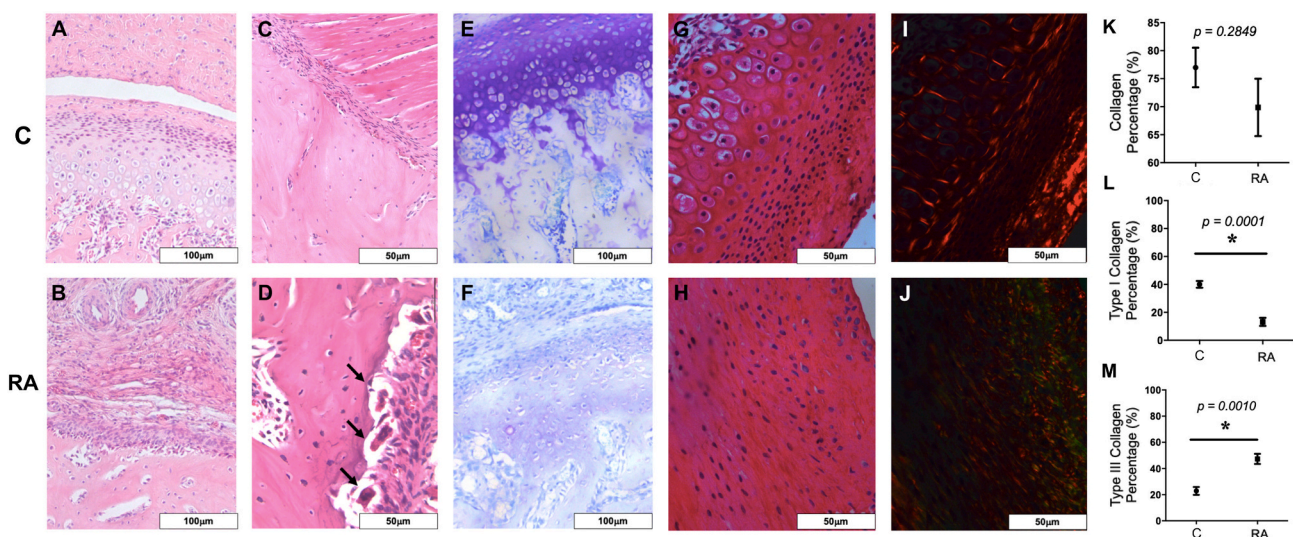 A
C
E
G
I
C
100μm
50μm
100μm
50μm
50μm
B
D
F
H
J
RA
100μm
50μm
100μm
50μm
50μm
K
p = 0.2849
Collagen
Percentage (%)
85
80
75
70
65
60
C
RA
L
p = 0.0001
*
Type I Collagen
Percentage (%)
100
80
60
40
20
0
C
RA
M
p = 0.0010
*
Type III Collagen
Percentage (%)
100
80
60
40
20
0
C
RA